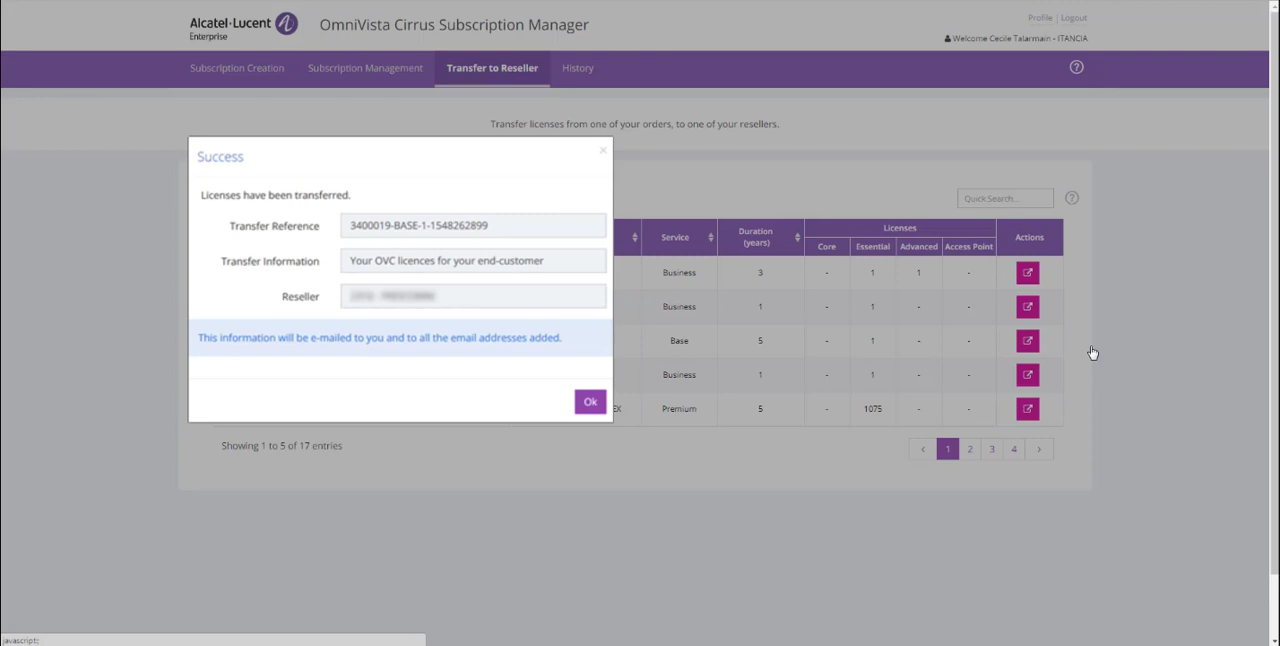 Alcatel·Lucent
Enterprise
OmniVista Cirrus Subscription Manager
Profile | Logout
Welcome Cecile Talarmain - ITANCIA
Subscription Creation
Subscription Management
Transfer to Reseller
History
?
Transfer licenses from one of your orders, to one of your resellers.
Success
×
Licenses have been transferred.
Transfer Reference
3400019-BASE-1-1548262899
Transfer Information
Your OVC licences for your end-customer
Reseller
This information will be e-mailed to you and to all the email addresses added.
Ok
Quick Search...
?
Service
Duration (years)
Licenses
Core
Essential
Advanced
Access Point
Actions
Business 3 - 1 1 -
Business 1 - 1 - -
Base 5 - 1 - -
Business 1 - 1 - -
EX Premium 5 - 1075 - -
Showing 1 to 5 of 17 entries
‹ 1 2 3 4 ›
javascript: